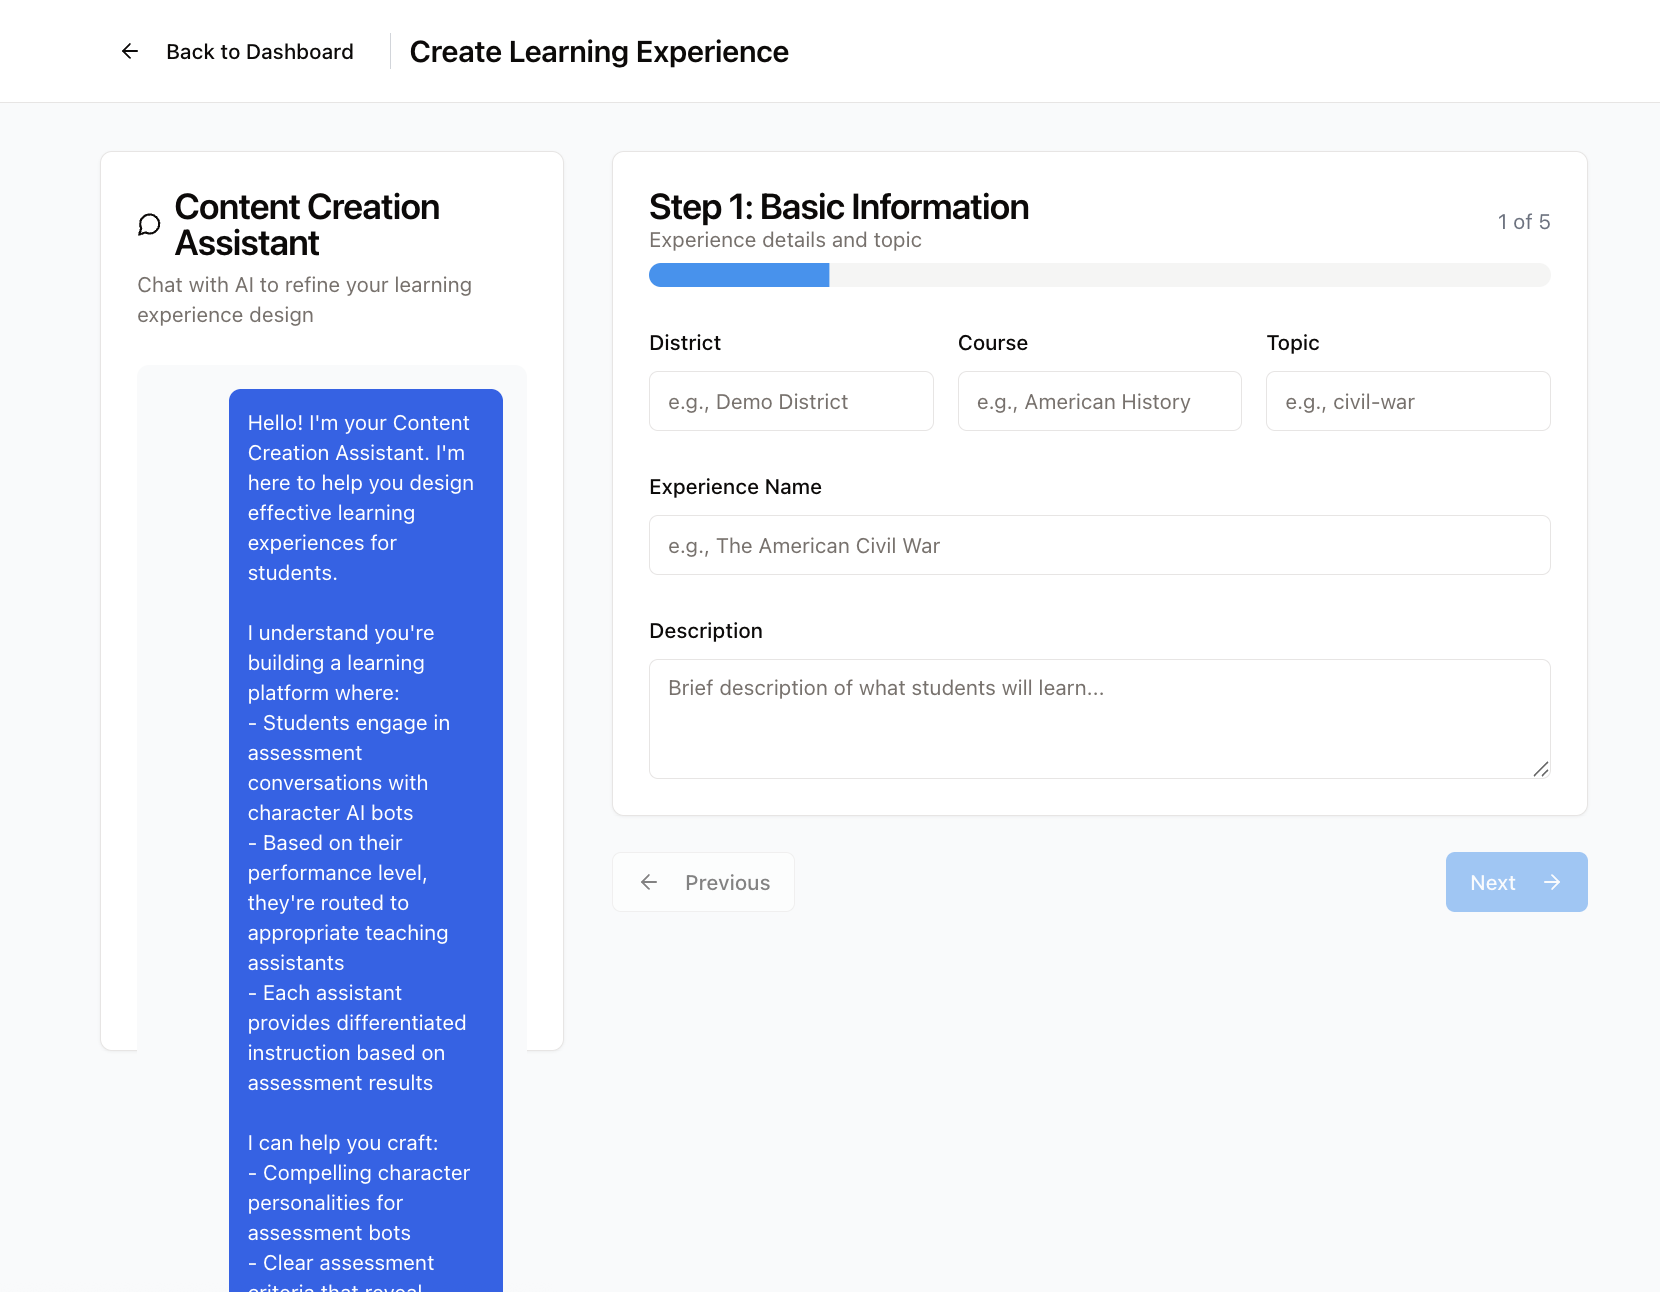 Back to Dashboard
Create Learning Experience
Content Creation
Assistant
Chat with AI to refine your learning
experience design
Hello! I'm your Content
Creation Assistant. I'm
here to help you design
effective learning
experiences for
students.
I understand you're
building a learning
platform where:
- Students engage in
assessment
conversations with
character AI bots
- Based on their
performance level,
they're routed to
appropriate teaching
assistants
- Each assistant
provides differentiated
instruction based on
assessment results
I can help you craft:
- Compelling character
personalities for
assessment bots
- Clear assessment
criteria that reveal
Step 1: Basic Information
Experience details and topic
1 of 5
District
Course
Topic
e.g., Demo District
e.g., American History
e.g., civil-war
Experience Name
e.g., The American Civil War
Description
Brief description of what students will learn...
Previous
Next